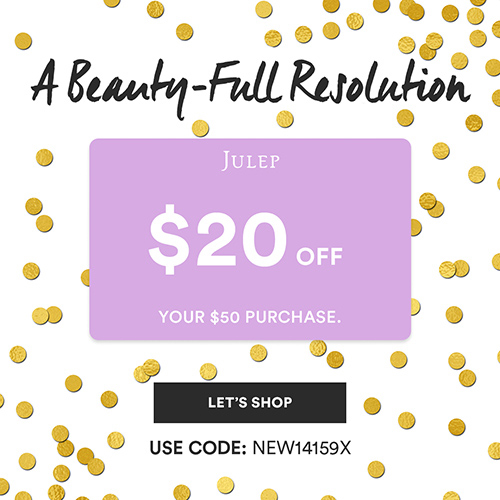 A Beauty-Full Resolution
JULEP
$20 OFF
YOUR $50 PURCHASE.
LET'S SHOP
USE CODE: NEW14159X